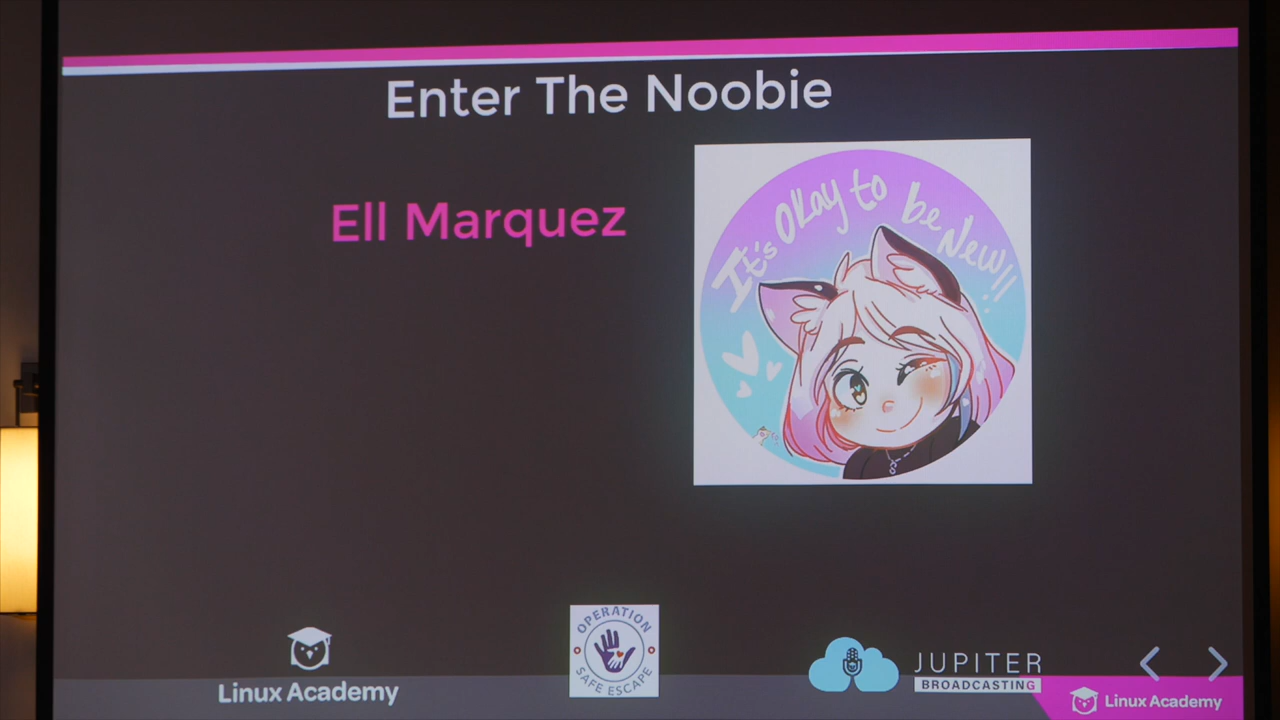 Enter The Noobie
Ell Marquez
It's Okay to be New!!
Linux Academy
OPERATION
SAFE ESCAPE
JUPITER
BROADCASTING
Linux Academy